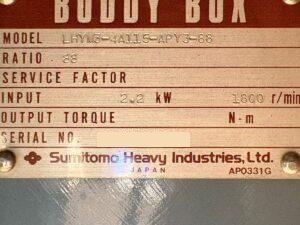 BUDDY BOX
MODEL LHYM3-4A115-APY3-88
RATIO 88
SERVICE FACTOR
INPUT 2.2 kW 1800 r/min
OUTPUT TORQUE N-m
SERIAL NO.
Sumitomo Heavy Industries, Ltd.
JAPAN AP0331G